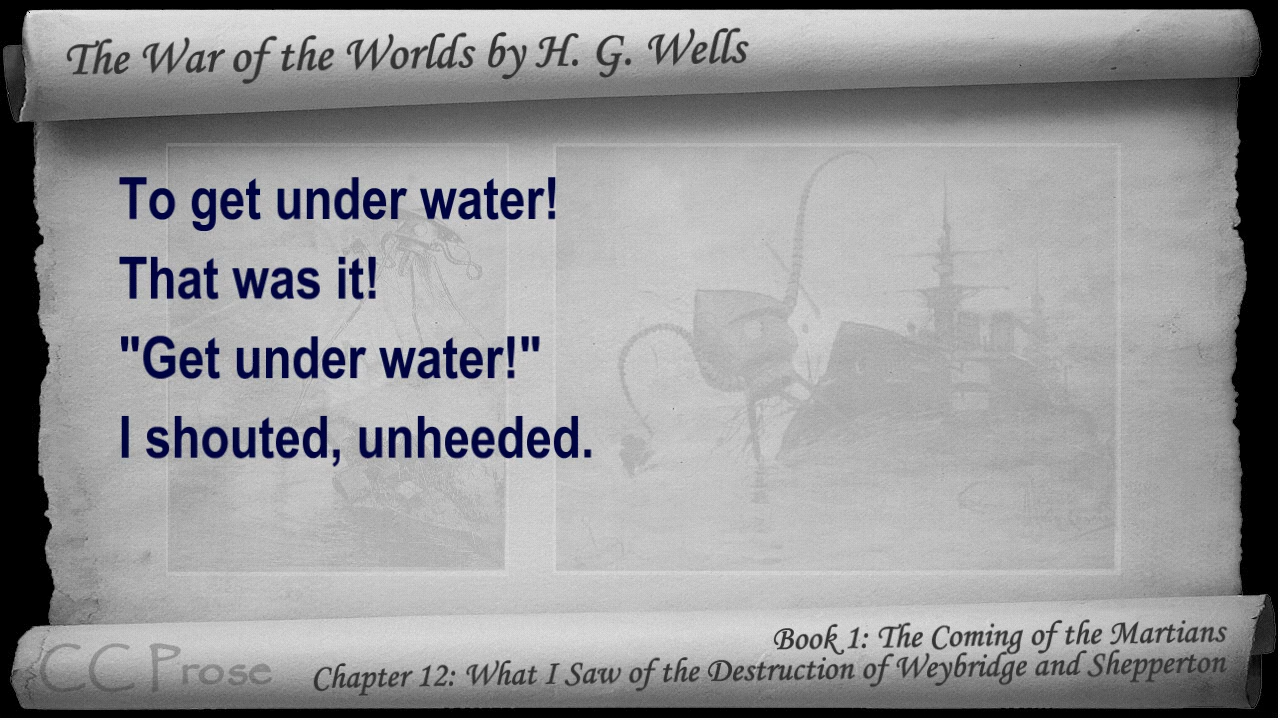 The War of the Worlds by H. G. Wells
To get under water!
That was it!
"Get under water!"
I shouted, unheeded.
Book 1: The Coming of the Martians
Chapter 12: What I Saw of the Destruction of Weybridge and Shepperton
CC Prose